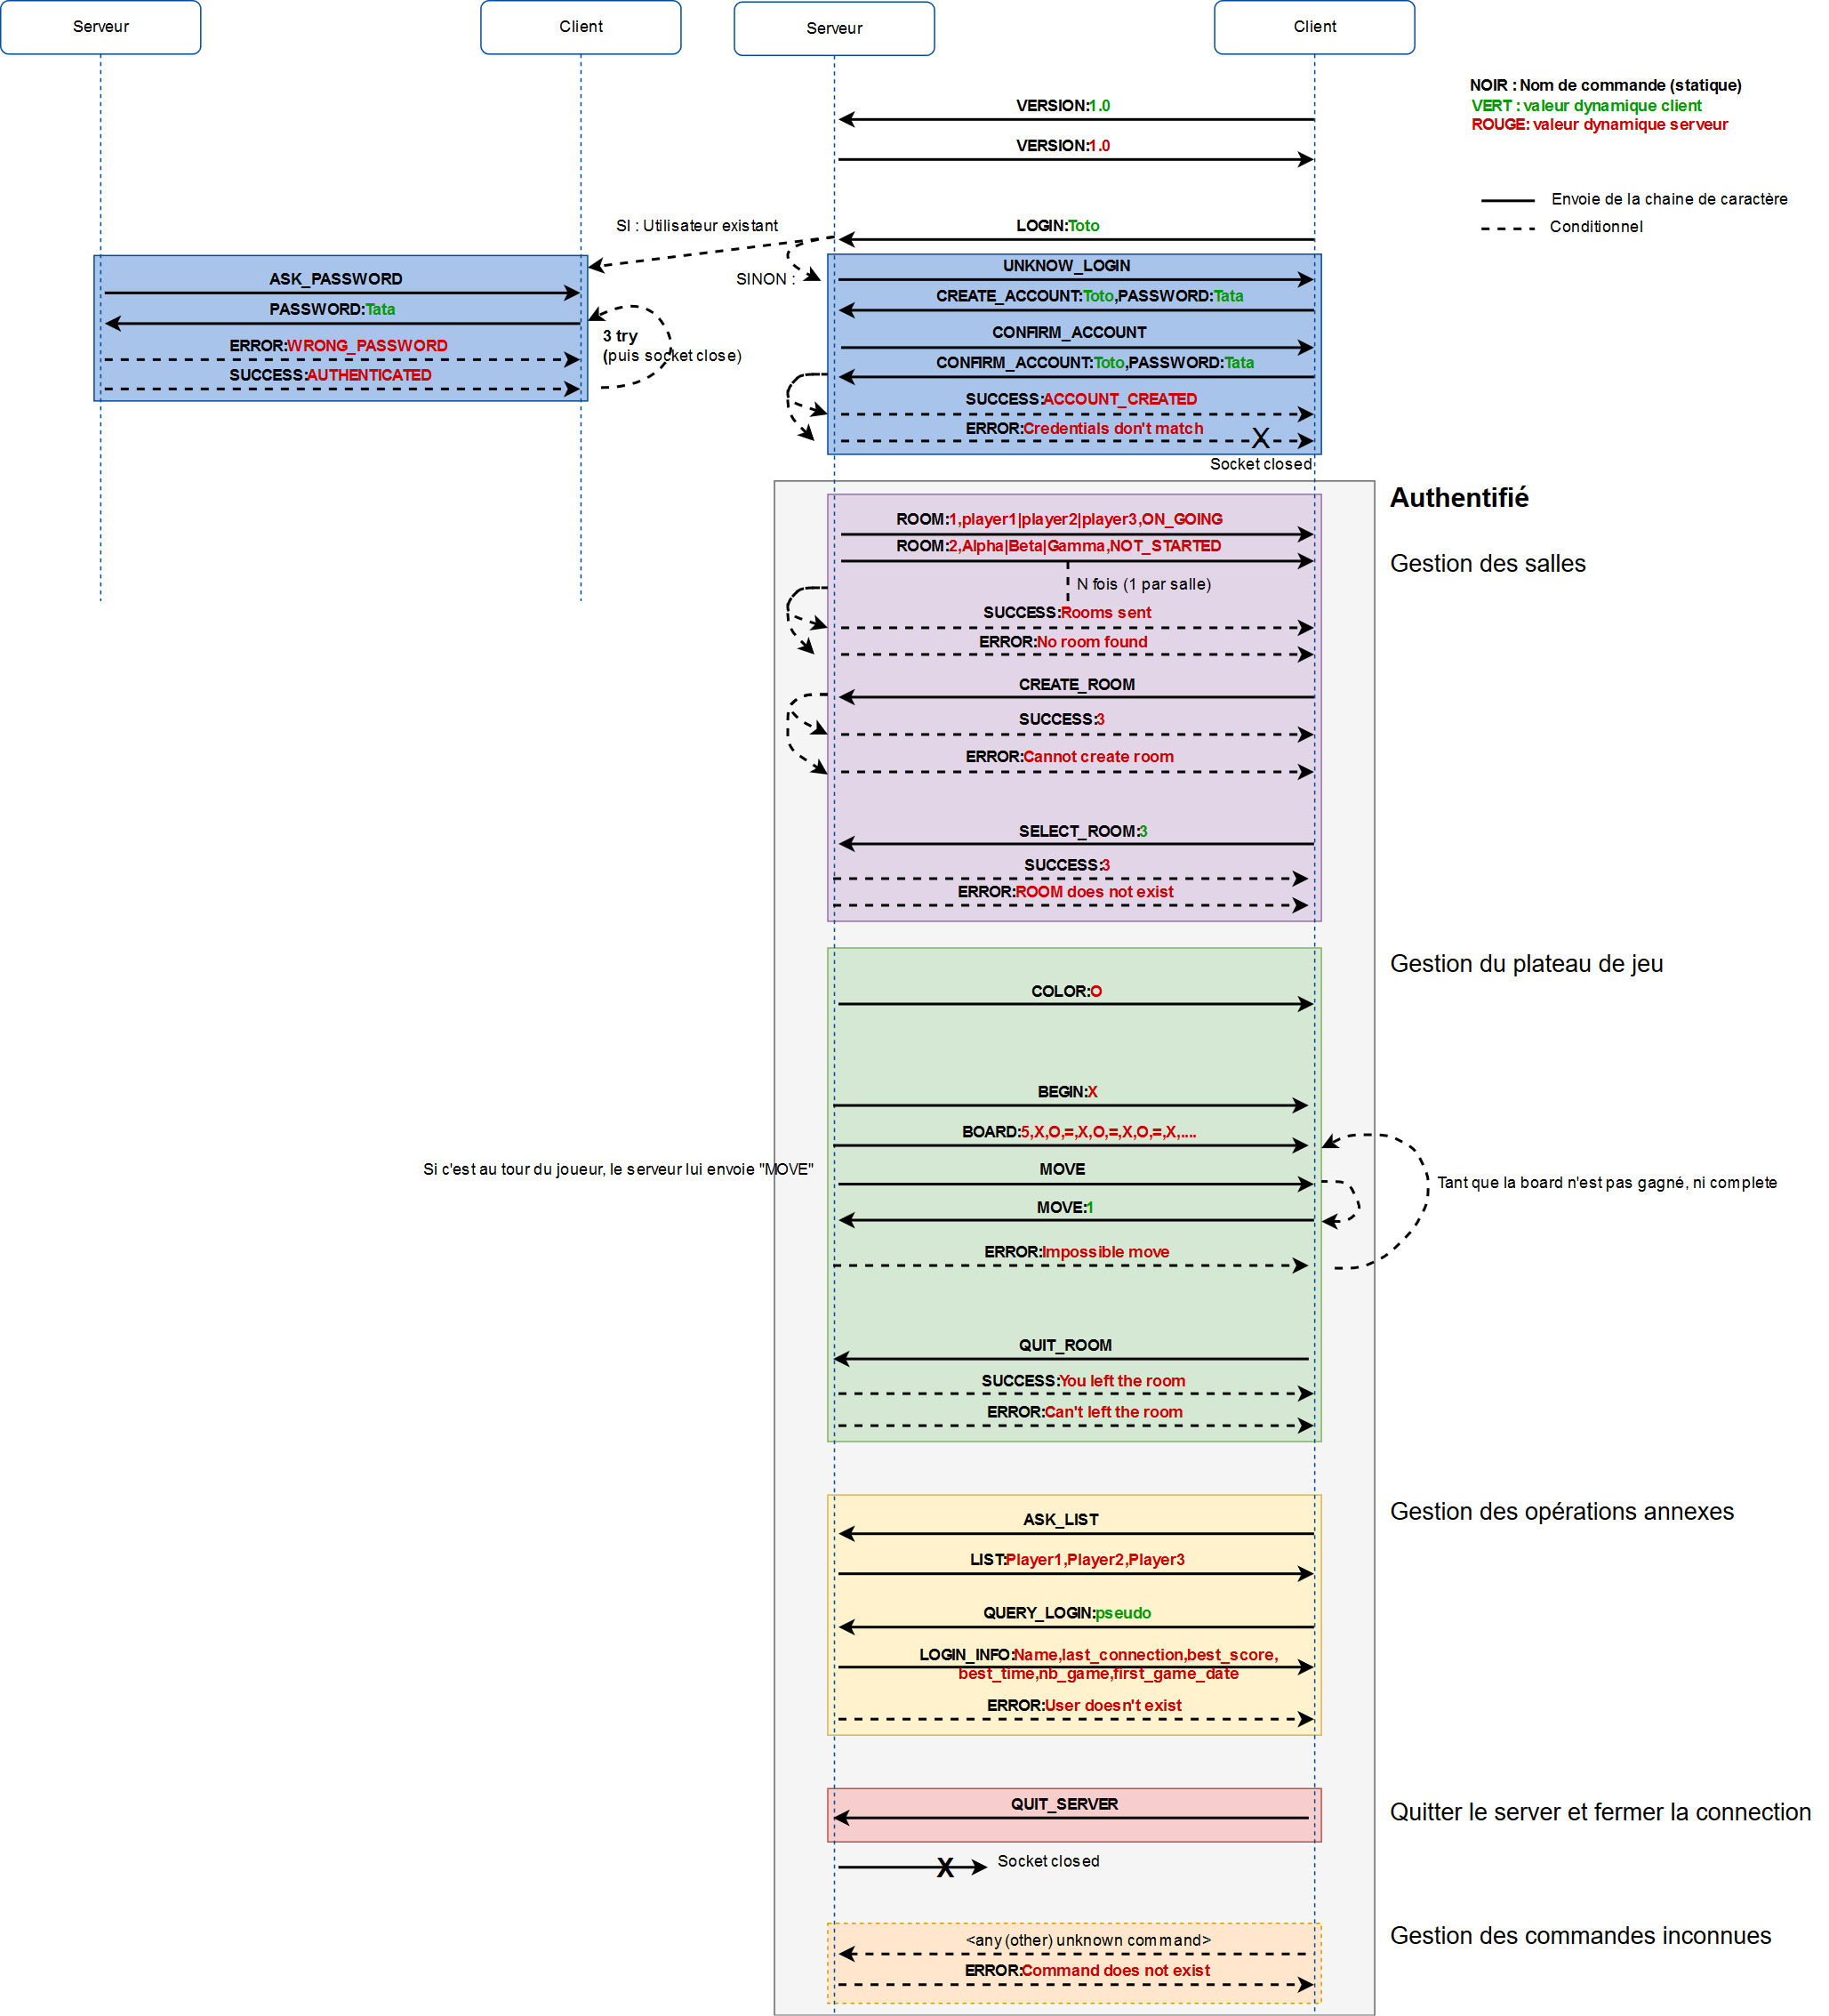 Serveur
Client
Serveur
Client
NOIR : Nom de commande (statique)
VERT : valeur dynamique client
ROUGE: valeur dynamique serveur
VERSION:1.0
VERSION:1.0
Envoie de la chaine de caractère
Conditionnel
SI : Utilisateur existant
LOGIN:Toto
SINON :
ASK_PASSWORD
PASSWORD:Tata
ERROR:WRONG_PASSWORD
SUCCESS:AUTHENTICATED
3 try
(puis socket close)
UNKNOW_LOGIN
CREATE_ACCOUNT:Toto,PASSWORD:Tata
CONFIRM_ACCOUNT
CONFIRM_ACCOUNT:Toto,PASSWORD:Tata
SUCCESS:ACCOUNT_CREATED
ERROR:Credentials don't match
X
Socket closed
Authentifié
ROOM:1,player1|player2|player3,ON_GOING
ROOM:2,Alpha|Beta|Gamma,NOT_STARTED
Gestion des salles
N fois (1 par salle)
SUCCESS:Rooms sent
ERROR:No room found
CREATE_ROOM
SUCCESS:3
ERROR:Cannot create room
SELECT_ROOM:3
SUCCESS:3
ERROR:ROOM does not exist
Gestion du plateau de jeu
COLOR:O
BEGIN:X
BOARD:5,X,O,=,X,O,=,X,O,=,X,....
Si c'est au tour du joueur, le serveur lui envoie "MOVE"
MOVE
Tant que la board n'est pas gagné, ni complete
MOVE:1
ERROR:Impossible move
QUIT_ROOM
SUCCESS:You left the room
ERROR:Can't left the room
Gestion des opérations annexes
ASK_LIST
LIST:Player1,Player2,Player3
QUERY_LOGIN:pseudo
LOGIN_INFO:Name,last_connection,best_score,
best_time,nb_game,first_game_date
ERROR:User doesn't exist
QUIT_SERVER
Quitter le server et fermer la connection
X
Socket closed
Gestion des commandes inconnues
<any (other) unknown command>
ERROR:Command does not exist